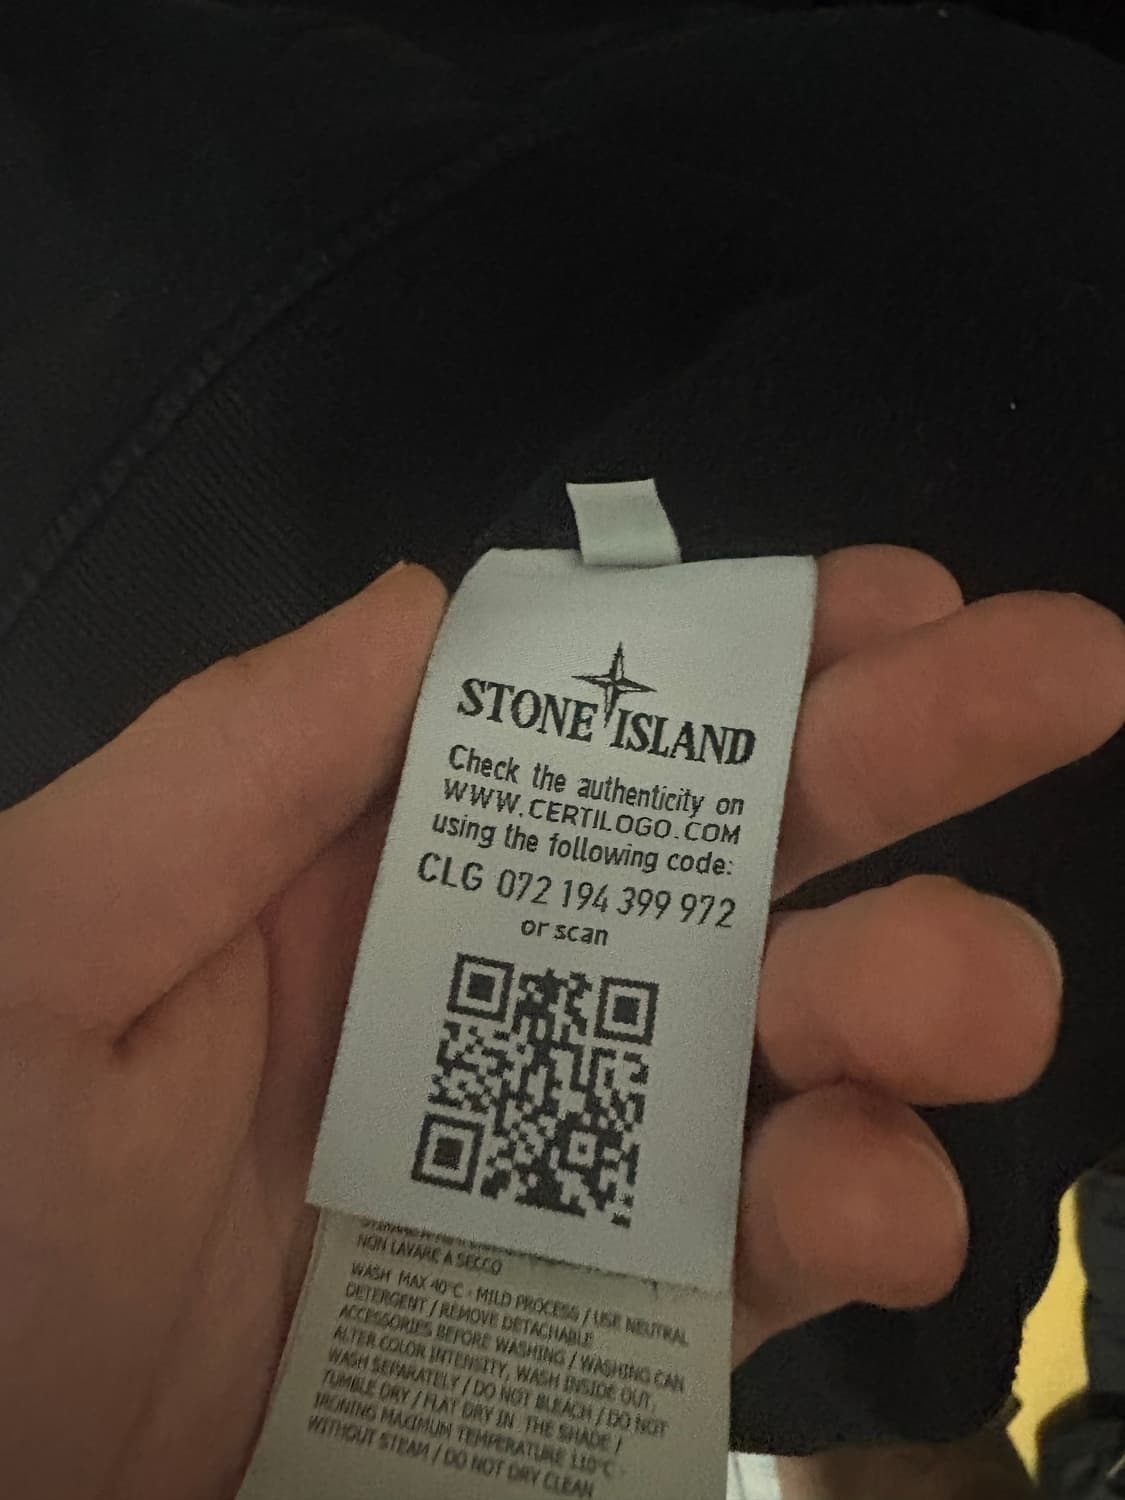 STONE ISLAND
Check the authenticity on
WWW.CERTILOGO.COM
using the following code:
CLG 072 194 399 972
or scan
NON LAVARE A SECCO
WASH MAX 40°C - MILD PROCESS / USE NEUTRAL
DETERGENT / REMOVE DETACHABLE
ACCESSORIES BEFORE WASHING / WASHING CAN
ALTER COLOR INTENSITY, WASH INSIDE OUT,
WASH SEPARATELY / DO NOT BLEACH / DO NOT
TUMBLE DRY / FLAT DRY IN THE SHADE /
IRONING MAXIMUM TEMPERATURE 110°C -
WITHOUT STEAM / DO NOT DRY CLEAN